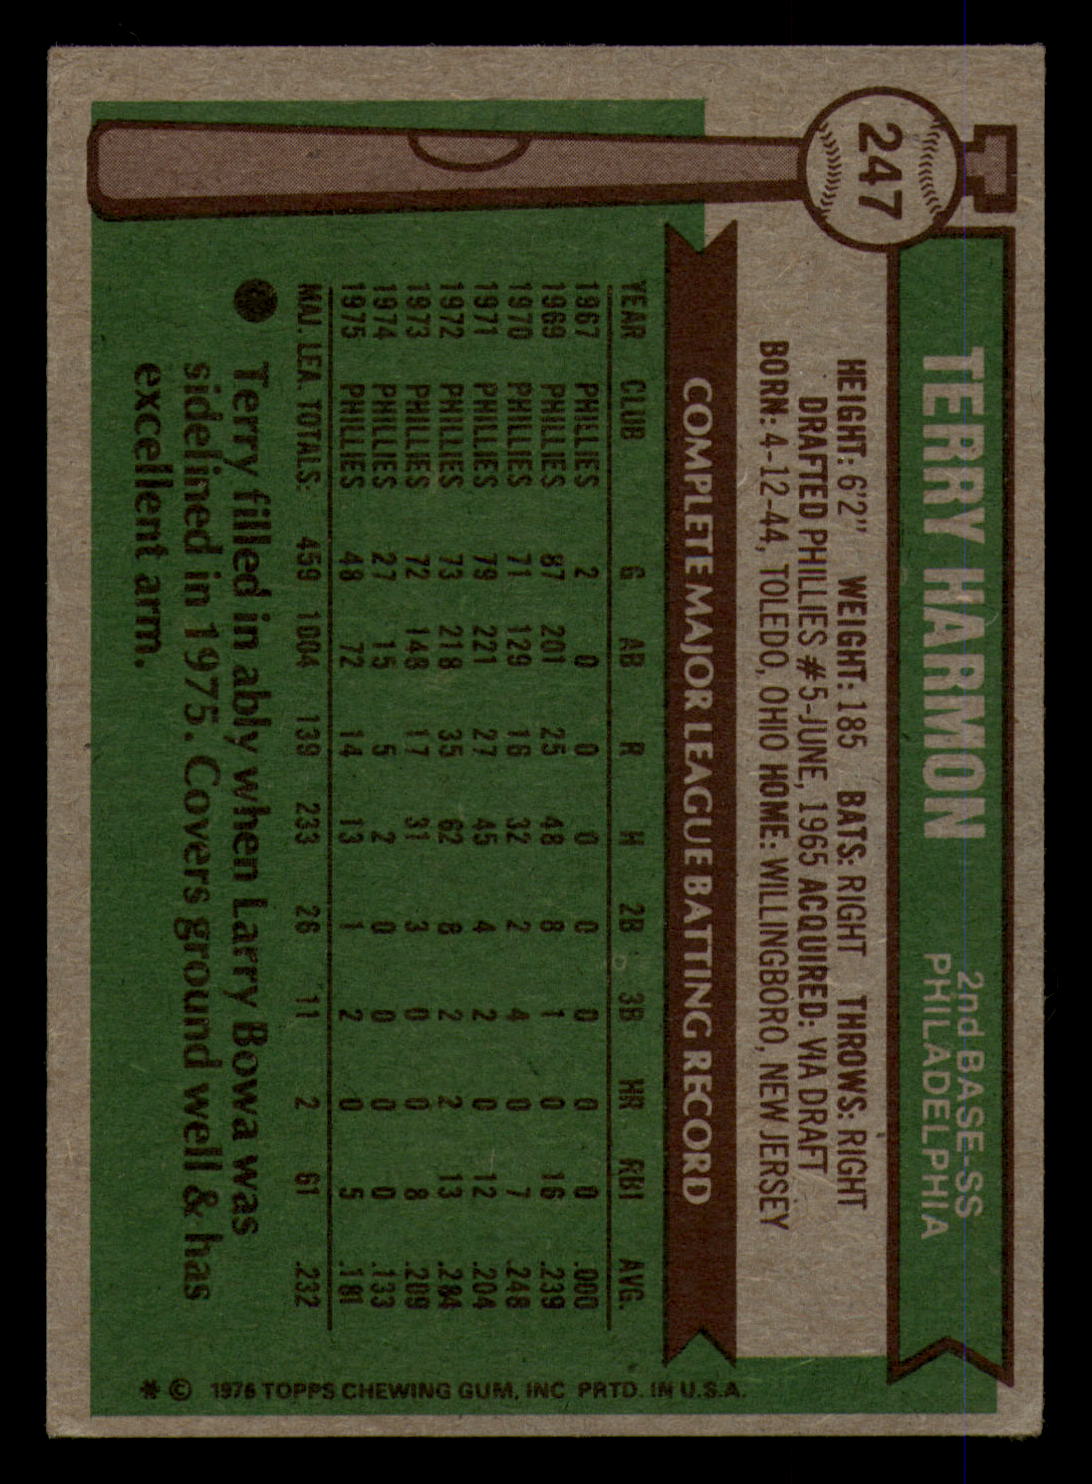 247
TERRY HARMON
2nd BASE-SS
PHILADELPHIA
HEIGHT: 6'2" WEIGHT: 185 BATS: RIGHT THROWS: RIGHT
DRAFTED PHILLIES #5-JUNE, 1965 ACQUIRED: VIA DRAFT
BORN: 4-12-44, TOLEDO, OHIO HOME: WILLINGBORO, NEW JERSEY
COMPLETE MAJOR LEAGUE BATTING RECORD
YEAR CLUB G AB R H 2B 3B HR RBI AVG.
1967 PHILLIES 2 0 0 0 0 0 0 0 .000
1969 PHILLIES 87 201 25 48 8 1 0 16 .239
1970 PHILLIES 71 129 16 32 2 4 0 7 .248
1971 PHILLIES 79 221 27 45 4 2 0 12 .204
1972 PHILLIES 73 218 35 62 8 2 2 13 .284
1973 PHILLIES 72 148 17 31 3 0 0 8 .209
1974 PHILLIES 27 15 5 2 0 0 0 0 .133
1975 PHILLIES 48 72 14 13 1 2 0 5 .181
MAJ. LEA. TOTALS: 459 1004 139 233 26 11 2 61 .232
Terry filled in ably when Larry Bowa was
sidelined in 1975. Covers ground well & has
excellent arm.
* © 1976 TOPPS CHEWING GUM, INC PRTD. IN U.S.A.